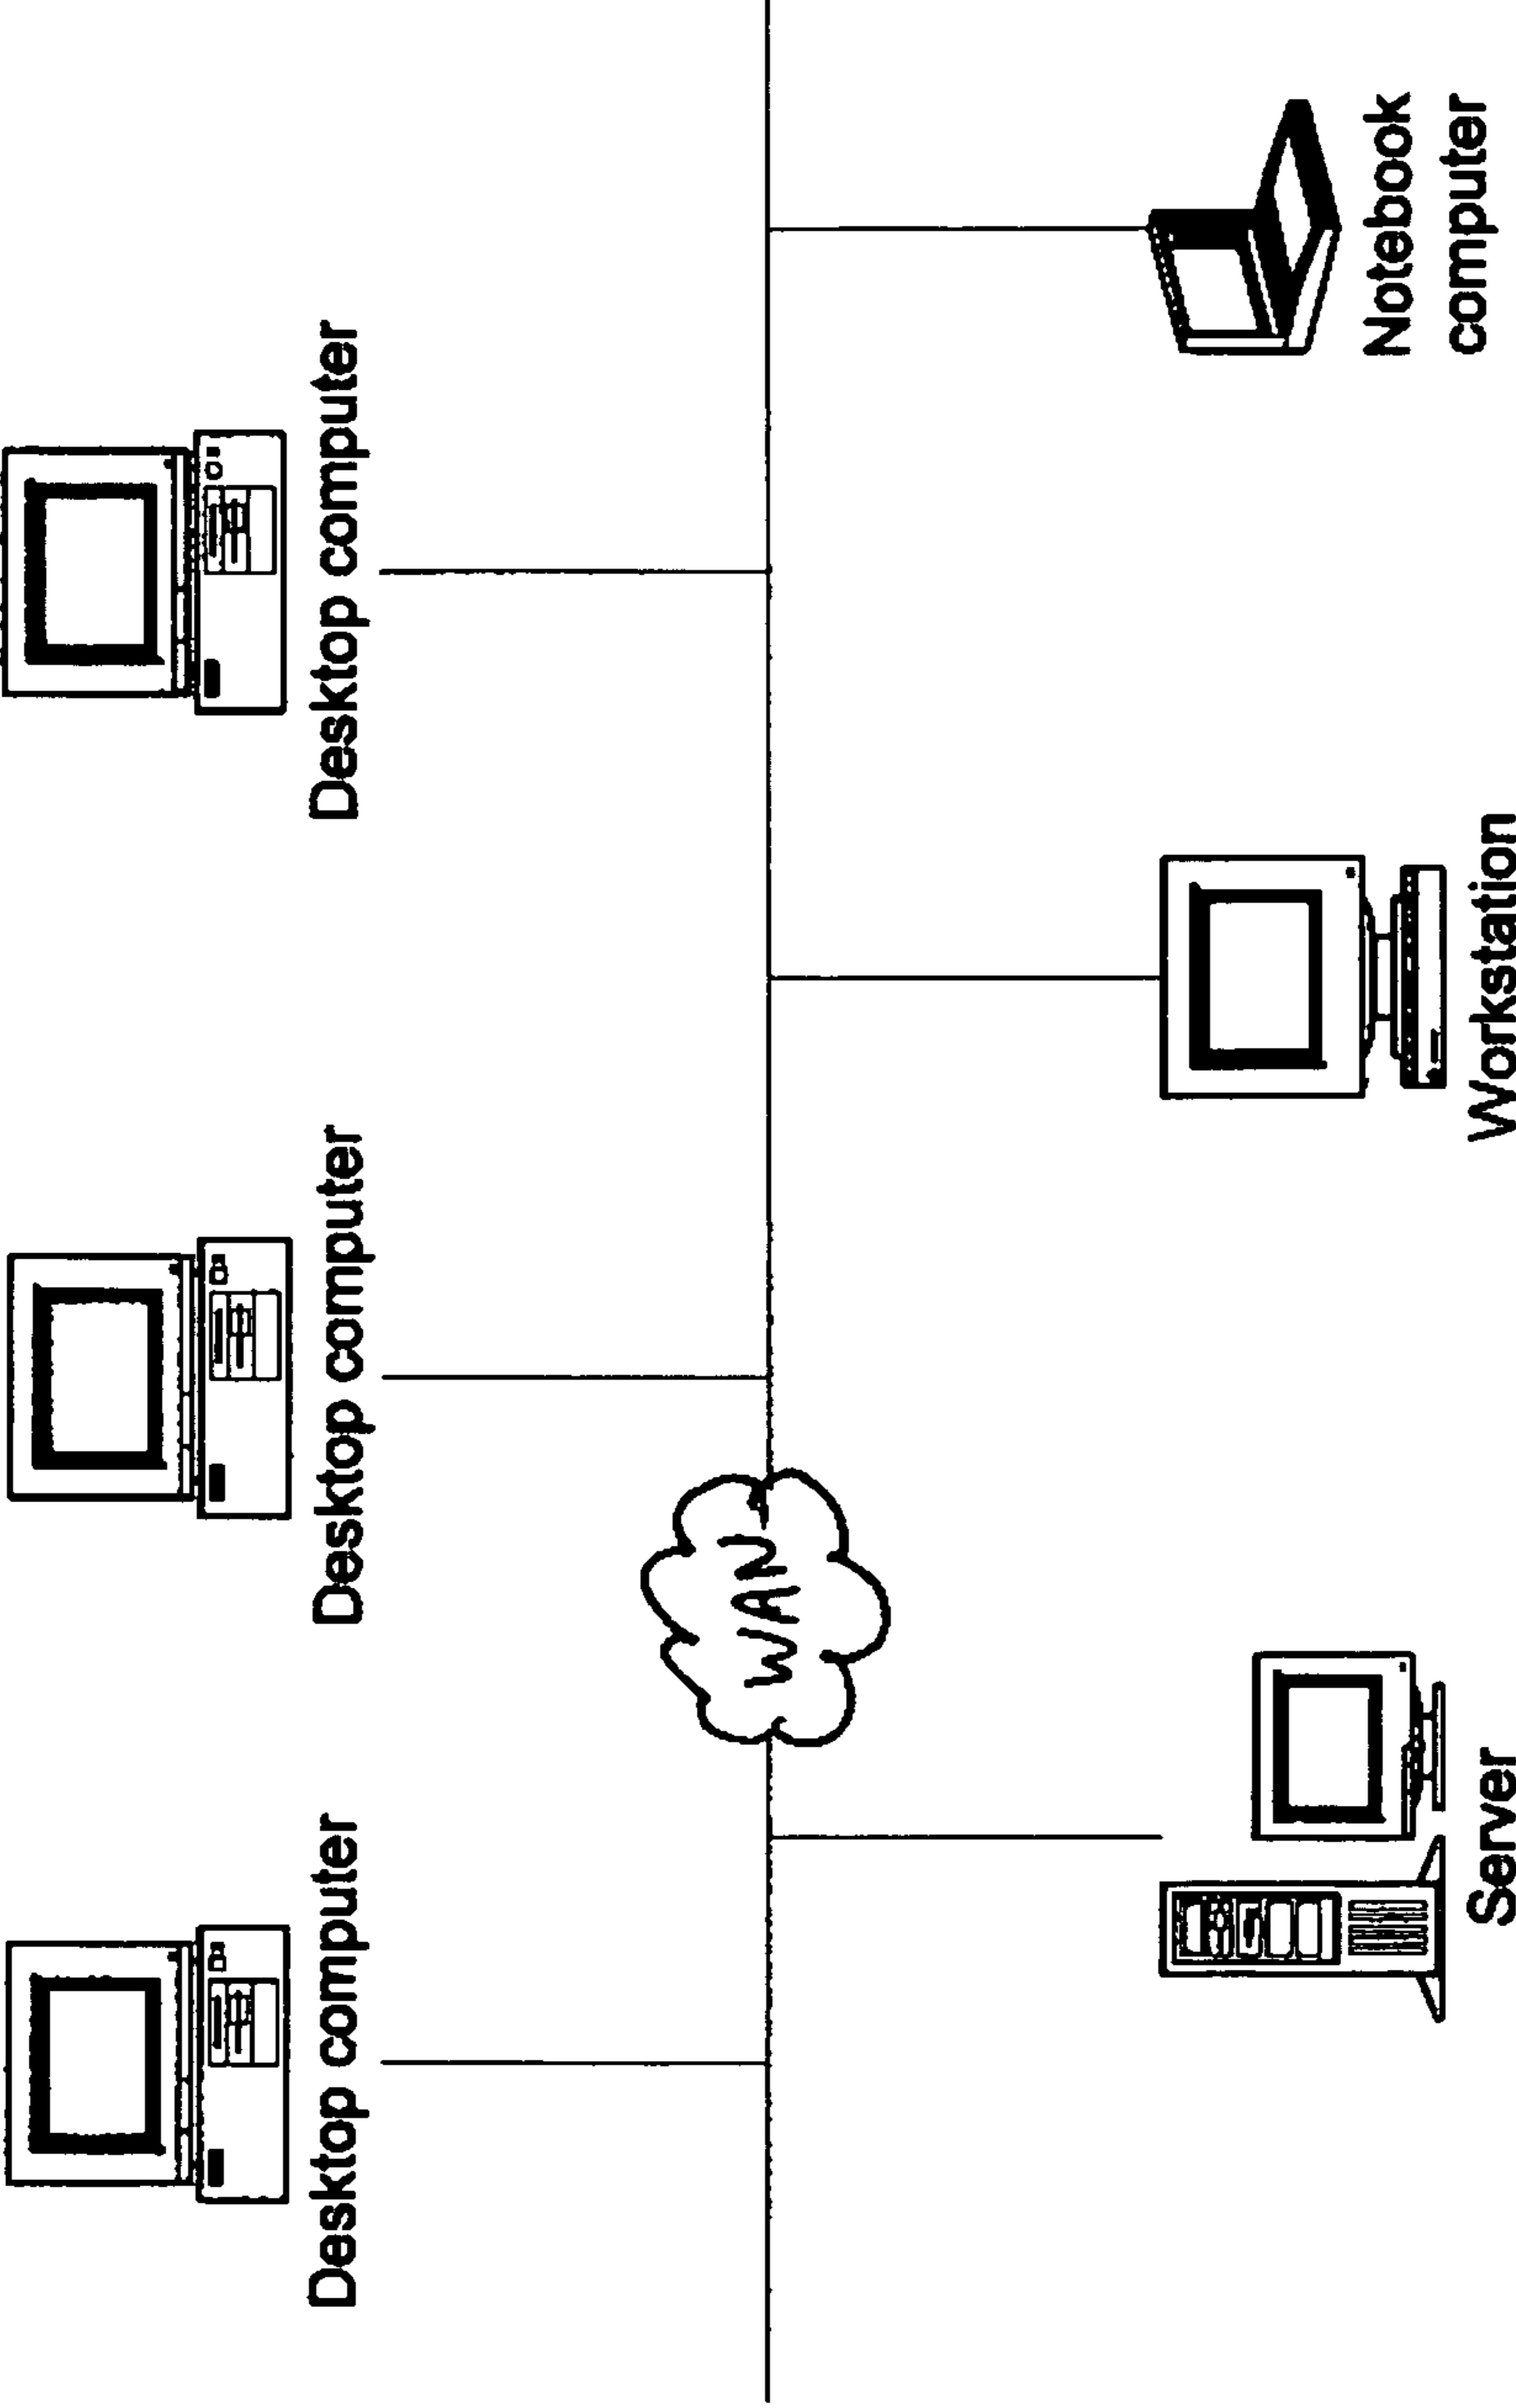 Desktop computer
Desktop computer
Desktop computer
WAN
Server
Workstation
Notebook
computer